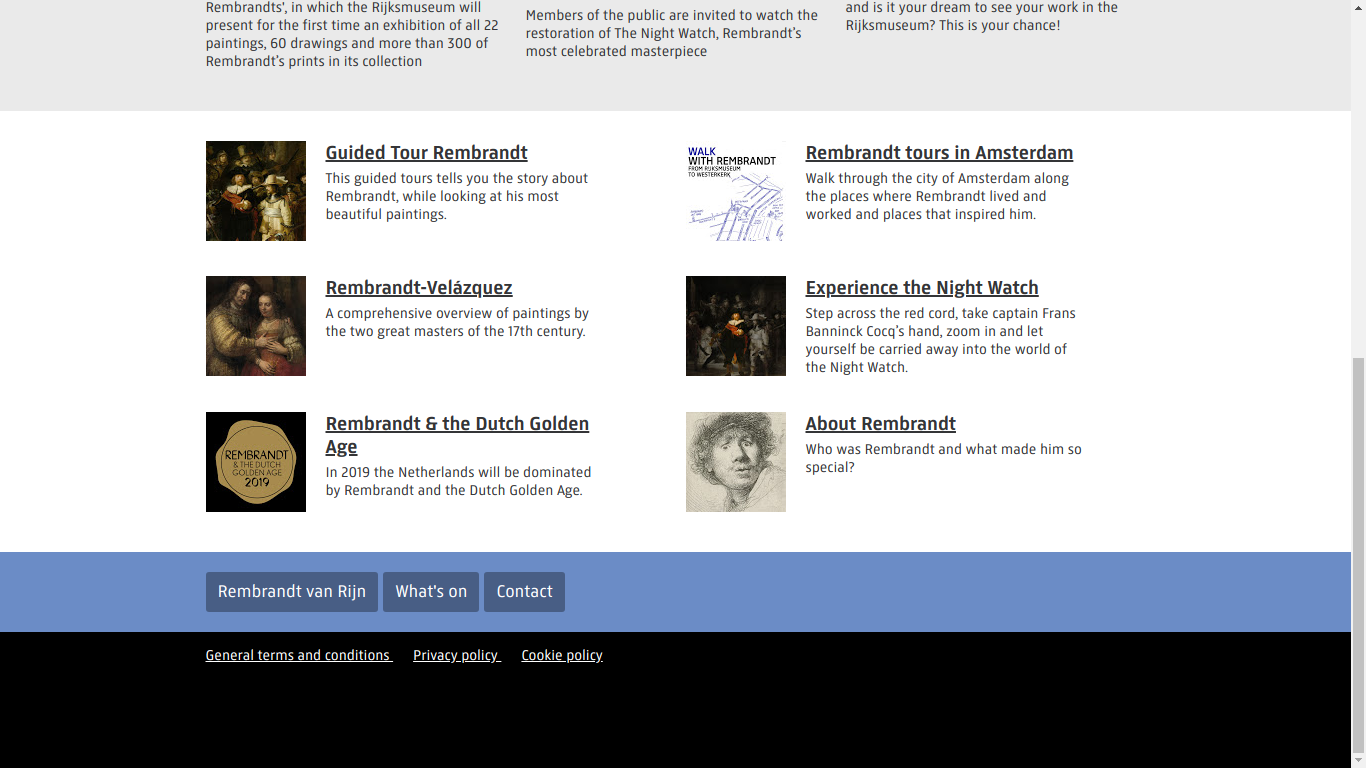 Rembrandts', in which the Rijksmuseum will
present for the first time an exhibition of all 22
paintings, 60 drawings and more than 300 of
Rembrandt's prints in its collection
Members of the public are invited to watch the
restoration of The Night Watch, Rembrandt's
most celebrated masterpiece
and is it your dream to see your work in the
Rijksmuseum? This is your chance!
Guided Tour Rembrandt
This guided tours tells you the story about
Rembrandt, while looking at his most
beautiful paintings.
WALK
WITH REMBRANDT
FROM RIJKSMUSEUM
TO WESTERKERK
Rembrandt tours in Amsterdam
Walk through the city of Amsterdam along
the places where Rembrandt lived and
worked and places that inspired him.
Rembrandt-Velázquez
A comprehensive overview of paintings by
the two great masters of the 17th century.
Experience the Night Watch
Step across the red cord, take captain Frans
Banninck Cocq's hand, zoom in and let
yourself be carried away into the world of
the Night Watch.
REMBRANDT
& THE DUTCH
GOLDEN AGE
2019
Rembrandt & the Dutch Golden
Age
In 2019 the Netherlands will be dominated
by Rembrandt and the Dutch Golden Age.
About Rembrandt
Who was Rembrandt and what made him so
special?
Rembrandt van Rijn
What's on
Contact
General terms and conditions
Privacy policy
Cookie policy